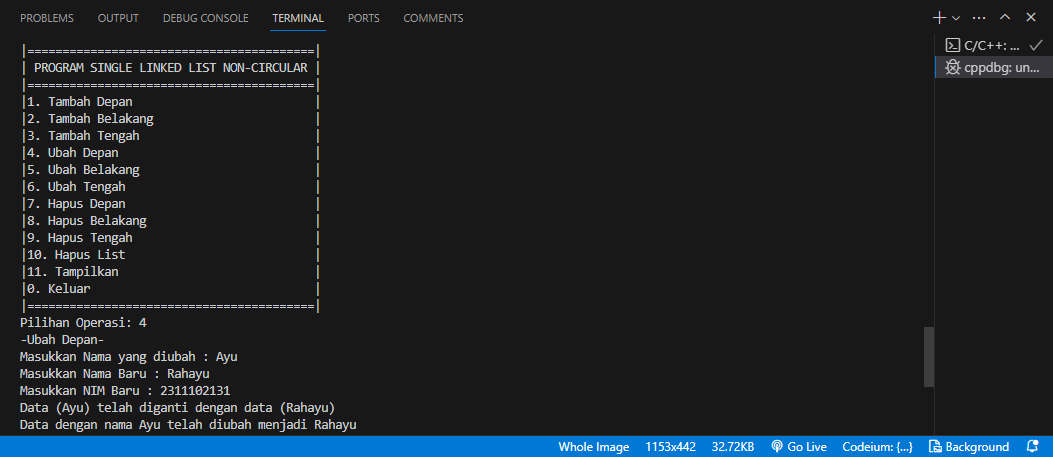 PROBLEMS OUTPUT DEBUG CONSOLE TERMINAL PORTS COMMENTS
|=========================================|
| PROGRAM SINGLE LINKED LIST NON-CIRCULAR |
|=========================================|
|1. Tambah Depan |
|2. Tambah Belakang |
|3. Tambah Tengah |
|4. Ubah Depan |
|5. Ubah Belakang |
|6. Ubah Tengah |
|7. Hapus Depan |
|8. Hapus Belakang |
|9. Hapus Tengah |
|10. Hapus List |
|11. Tampilkan |
|0. Keluar |
|=========================================|
Pilihan Operasi: 4
-Ubah Depan-
Masukkan Nama yang diubah : Ayu
Masukkan Nama Baru : Rahayu
Masukkan NIM Baru : 2311102131
Data (Ayu) telah diganti dengan data (Rahayu)
Data dengan nama Ayu telah diubah menjadi Rahayu
C/C++: ...
cppdbg: un...
Whole Image 1153x442 32.72KB Go Live Codeium: {...} Background